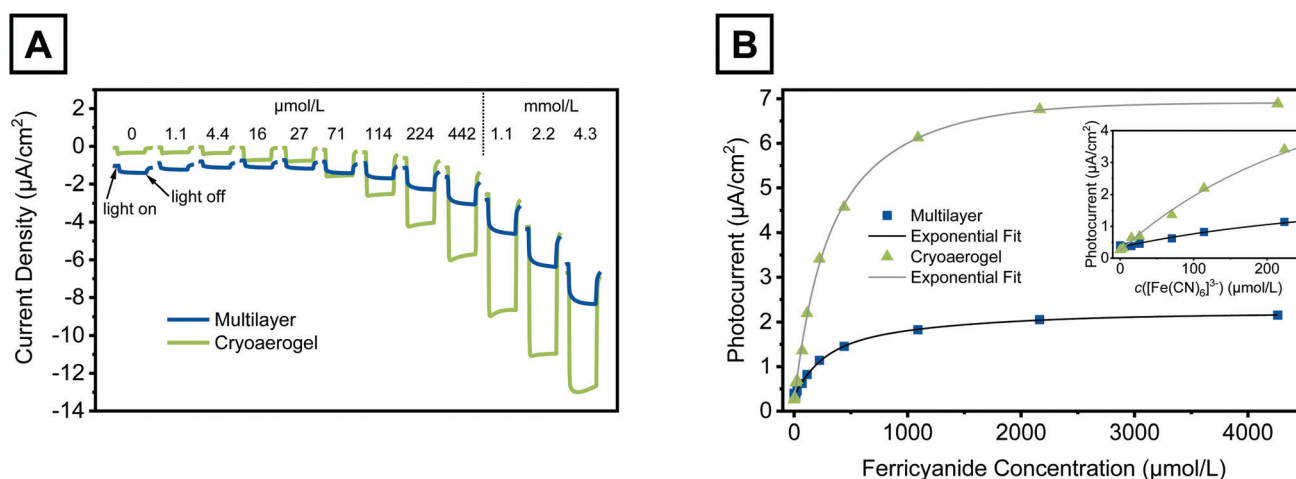 A
µmol/L mmol/L
0 1.1 4.4 16 27 71 114 224 442 1.1 2.2 4.3
light on
light off
Multilayer
Cryoaerogel
Current Density (µA/cm²)
2
0
-2
-4
-6
-8
-10
-12
-14
B
Photocurrent (µA/cm²)
7
6
5
4
3
2
1
0
Multilayer
Exponential Fit
Cryoaerogel
Exponential Fit
Photocurrent (µA/cm²)
4
3
2
1
0
0 100 200
c([Fe(CN)₆]³⁻) (µmol/L)
0 1000 2000 3000 4000
Ferricyanide Concentration (µmol/L)